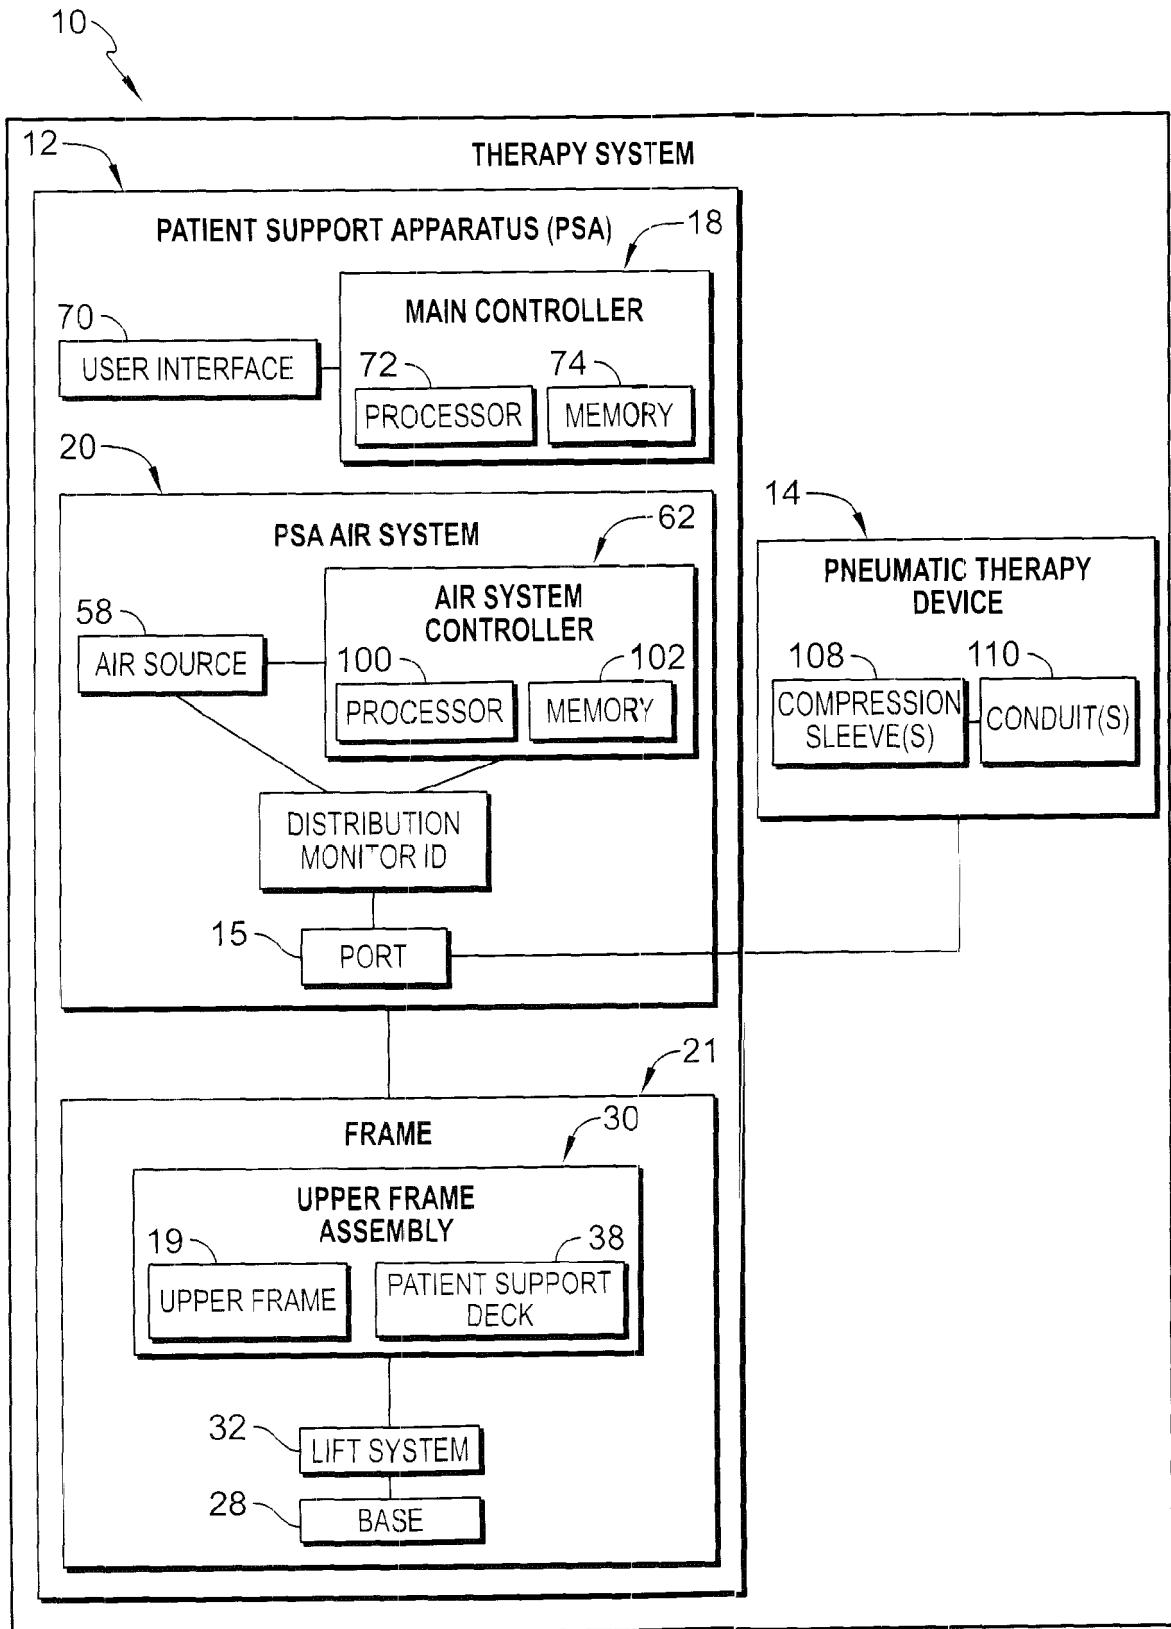 10
12
THERAPY SYSTEM
PATIENT SUPPORT APPARATUS (PSA)
18
MAIN CONTROLLER
70
USER INTERFACE
72
74
PROCESSOR
MEMORY
20
PSA AIR SYSTEM
62
AIR SYSTEM
CONTROLLER
58
AIR SOURCE
100
102
PROCESSOR
MEMORY
DISTRIBUTION
MONITOR ID
15
PORT
14
PNEUMATIC THERAPY
DEVICE
108
110
COMPRESSION
SLEEVE(S)
CONDUIT(S)
21
FRAME
30
UPPER FRAME
ASSEMBLY
19
38
UPPER FRAME
PATIENT SUPPORT
DECK
32
LIFT SYSTEM
28
BASE